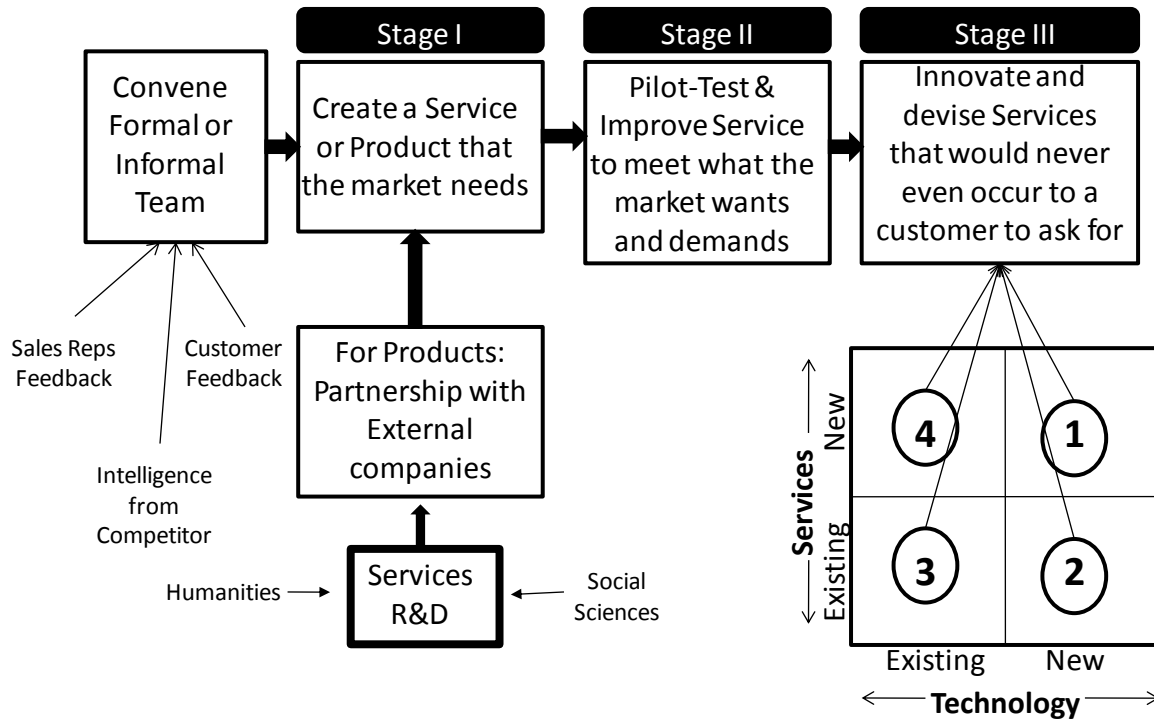 Stage I
Stage II
Stage III
Convene
Formal or
Informal
Team
Create a Service
or Product that
the market needs
Pilot-Test &
Improve Service
to meet what the
market wants
and demands
Innovate and
devise Services
that would never
even occur to a
customer to ask for
Sales Reps
Feedback
Customer
Feedback
Intelligence
from
Competitor
For Products:
Partnership with
External
companies
Humanities
Services
R&D
Social
Sciences
Services
New
Existing
4
1
3
2
Existing
New
Technology